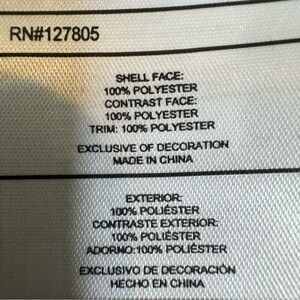 RN#127805
SHELL FACE:
100% POLYESTER
CONTRAST FACE:
100% POLYESTER
TRIM: 100% POLYESTER
EXCLUSIVE OF DECORATION
MADE IN CHINA
EXTERIOR:
100% POLIÉSTER
CONTRASTE EXTERIOR:
100% POLIÉSTER
ADORNO:100% POLIÉSTER
EXCLUSIVO DE DECORACIÓN
HECHO EN CHINA